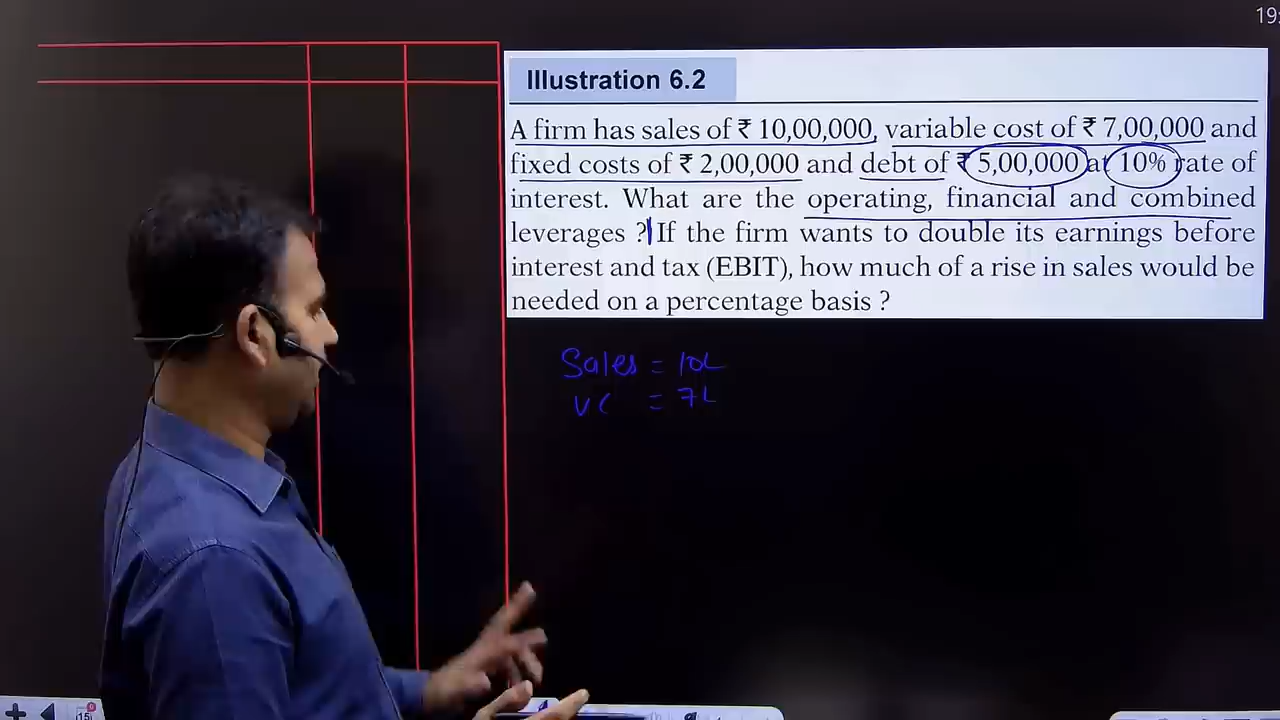 19:
Illustration 6.2
A firm has sales of ₹ 10,00,000, variable cost of ₹ 7,00,000 and
fixed costs of ₹ 2,00,000 and debt of ₹ 5,00,000 at 10% rate of
interest. What are the operating, financial and combined
leverages ? If the firm wants to double its earnings before
interest and tax (EBIT), how much of a rise in sales would be
needed on a percentage basis ?
Sales = 10L
VC = 7L
15